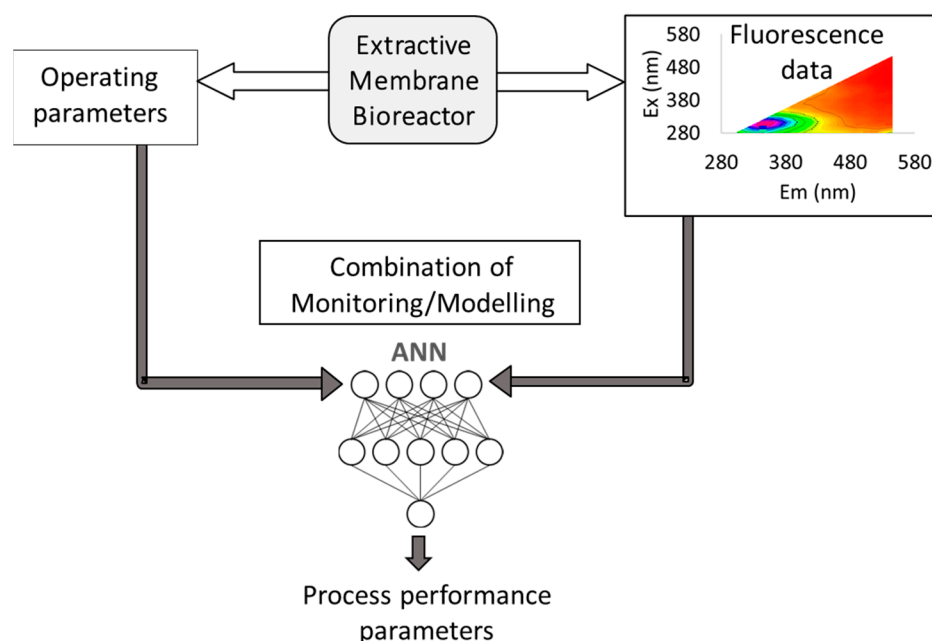 Operating
parameters
Extractive
Membrane
Bioreactor
Fluorescence
data
Ex (nm)
580
480
380
280
280 380 480 580
Em (nm)
Combination of
Monitoring/Modelling
ANN
Process performance
parameters